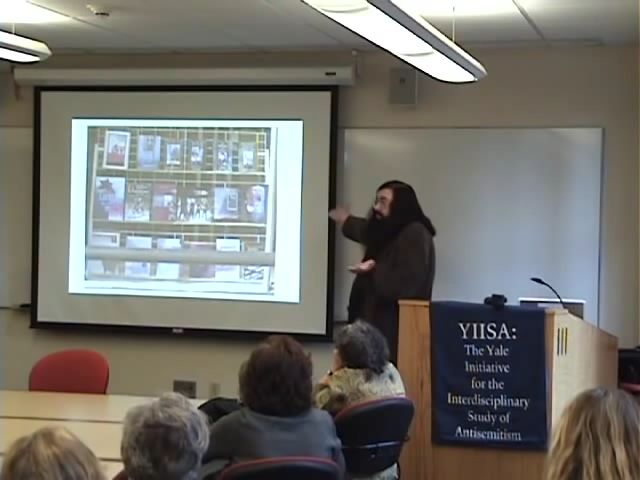 YIISA:
The Yale
Initiative
for the
Interdisciplinary
Study of
Antisemitism